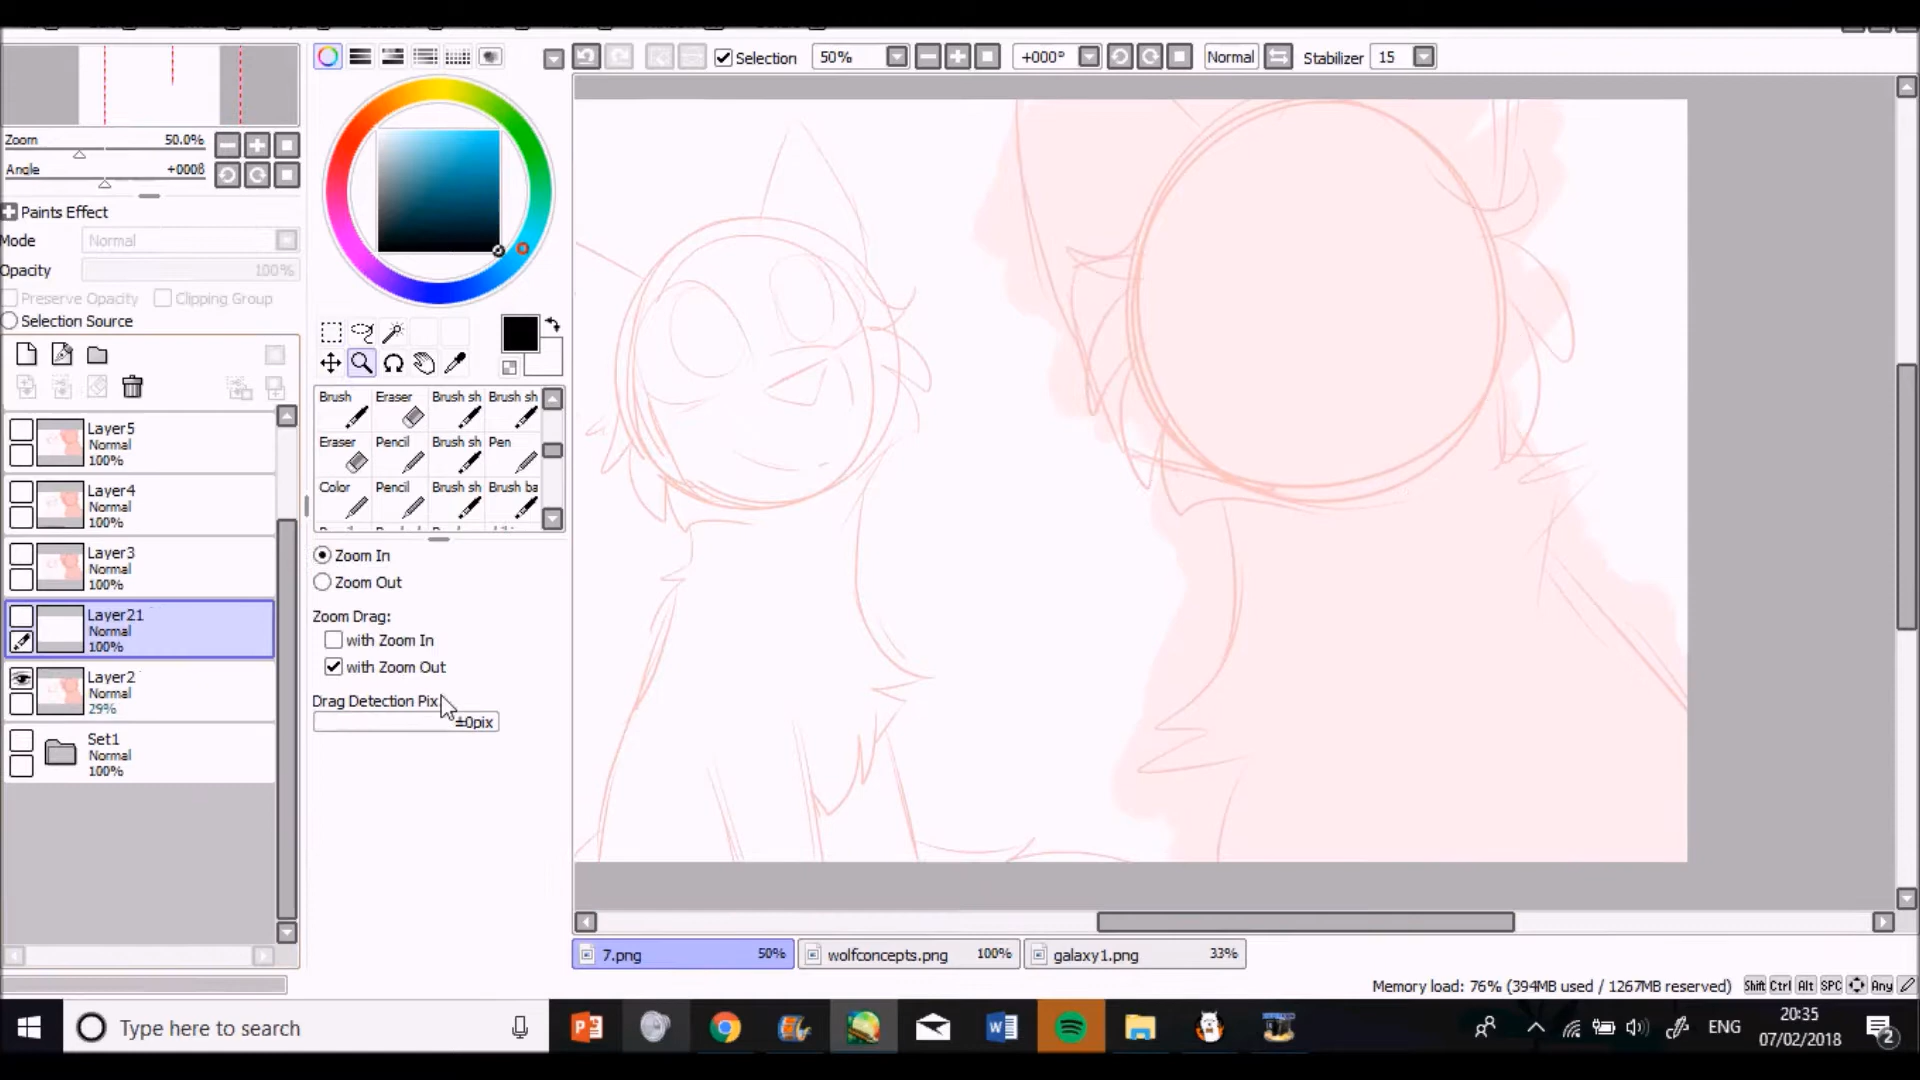 Selection
50%
+000º
Normal
Stabilizer
15
Zoom
50.0%
Angle
+000ß
Paints Effect
Mode
Normal
Opacity
100%
Preserve Opacity
Clipping Group
Selection Source
Layer5
Normal
100%
Layer4
Normal
100%
Layer3
Normal
100%
Layer21
Normal
100%
Layer2
Normal
29%
Set1
Normal
100%
Brush
Eraser
Brush sh
Brush sh
Eraser
Pencil
Brush sh
Pen
Color
Pencil
Brush sh
Brush ba
Zoom In
Zoom Out
Zoom Drag:
with Zoom In
with Zoom Out
Drag Detection Pix
±0pix
7.png
50%
wolfconcepts.png
100%
galaxy1.png
33%
Memory load: 76% (394MB used / 1267MB reserved)
Shift Ctrl Alt SPC Any
Type here to search
ENG
20:35
07/02/2018
2